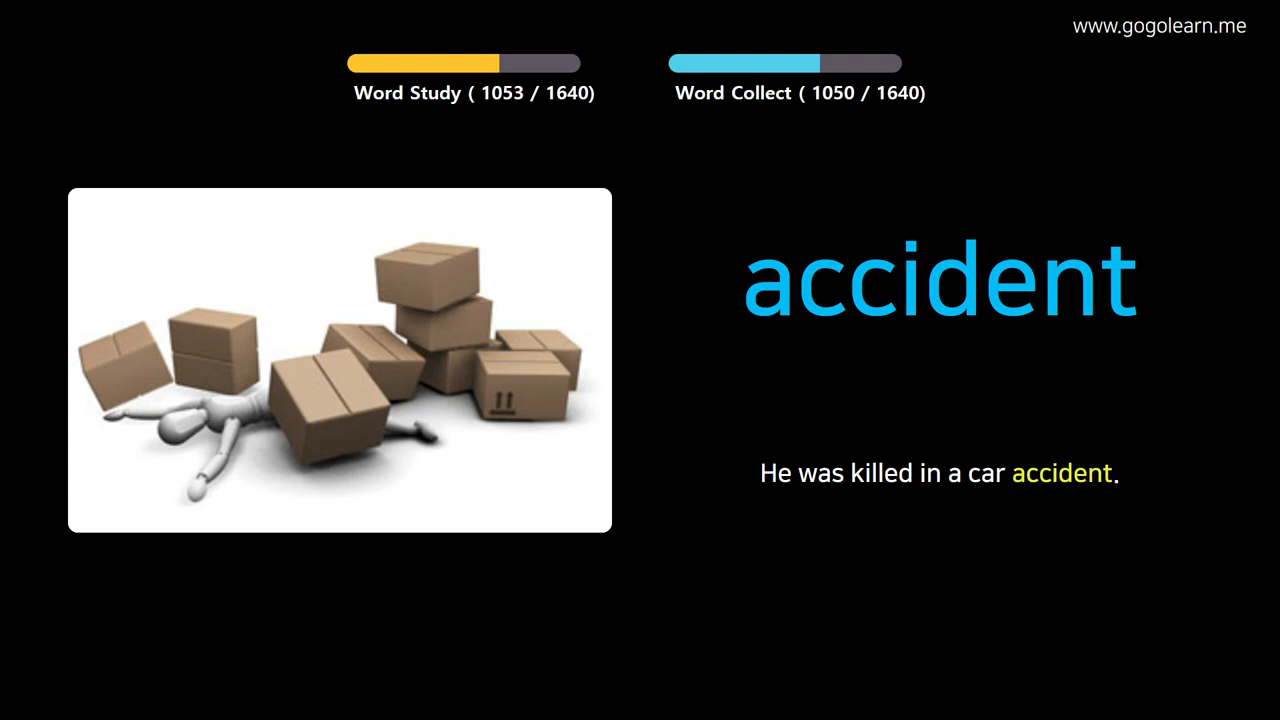 www.gogolearn.me
Word Study ( 1053 / 1640)
Word Collect ( 1050 / 1640)
accident
He was killed in a car accident.